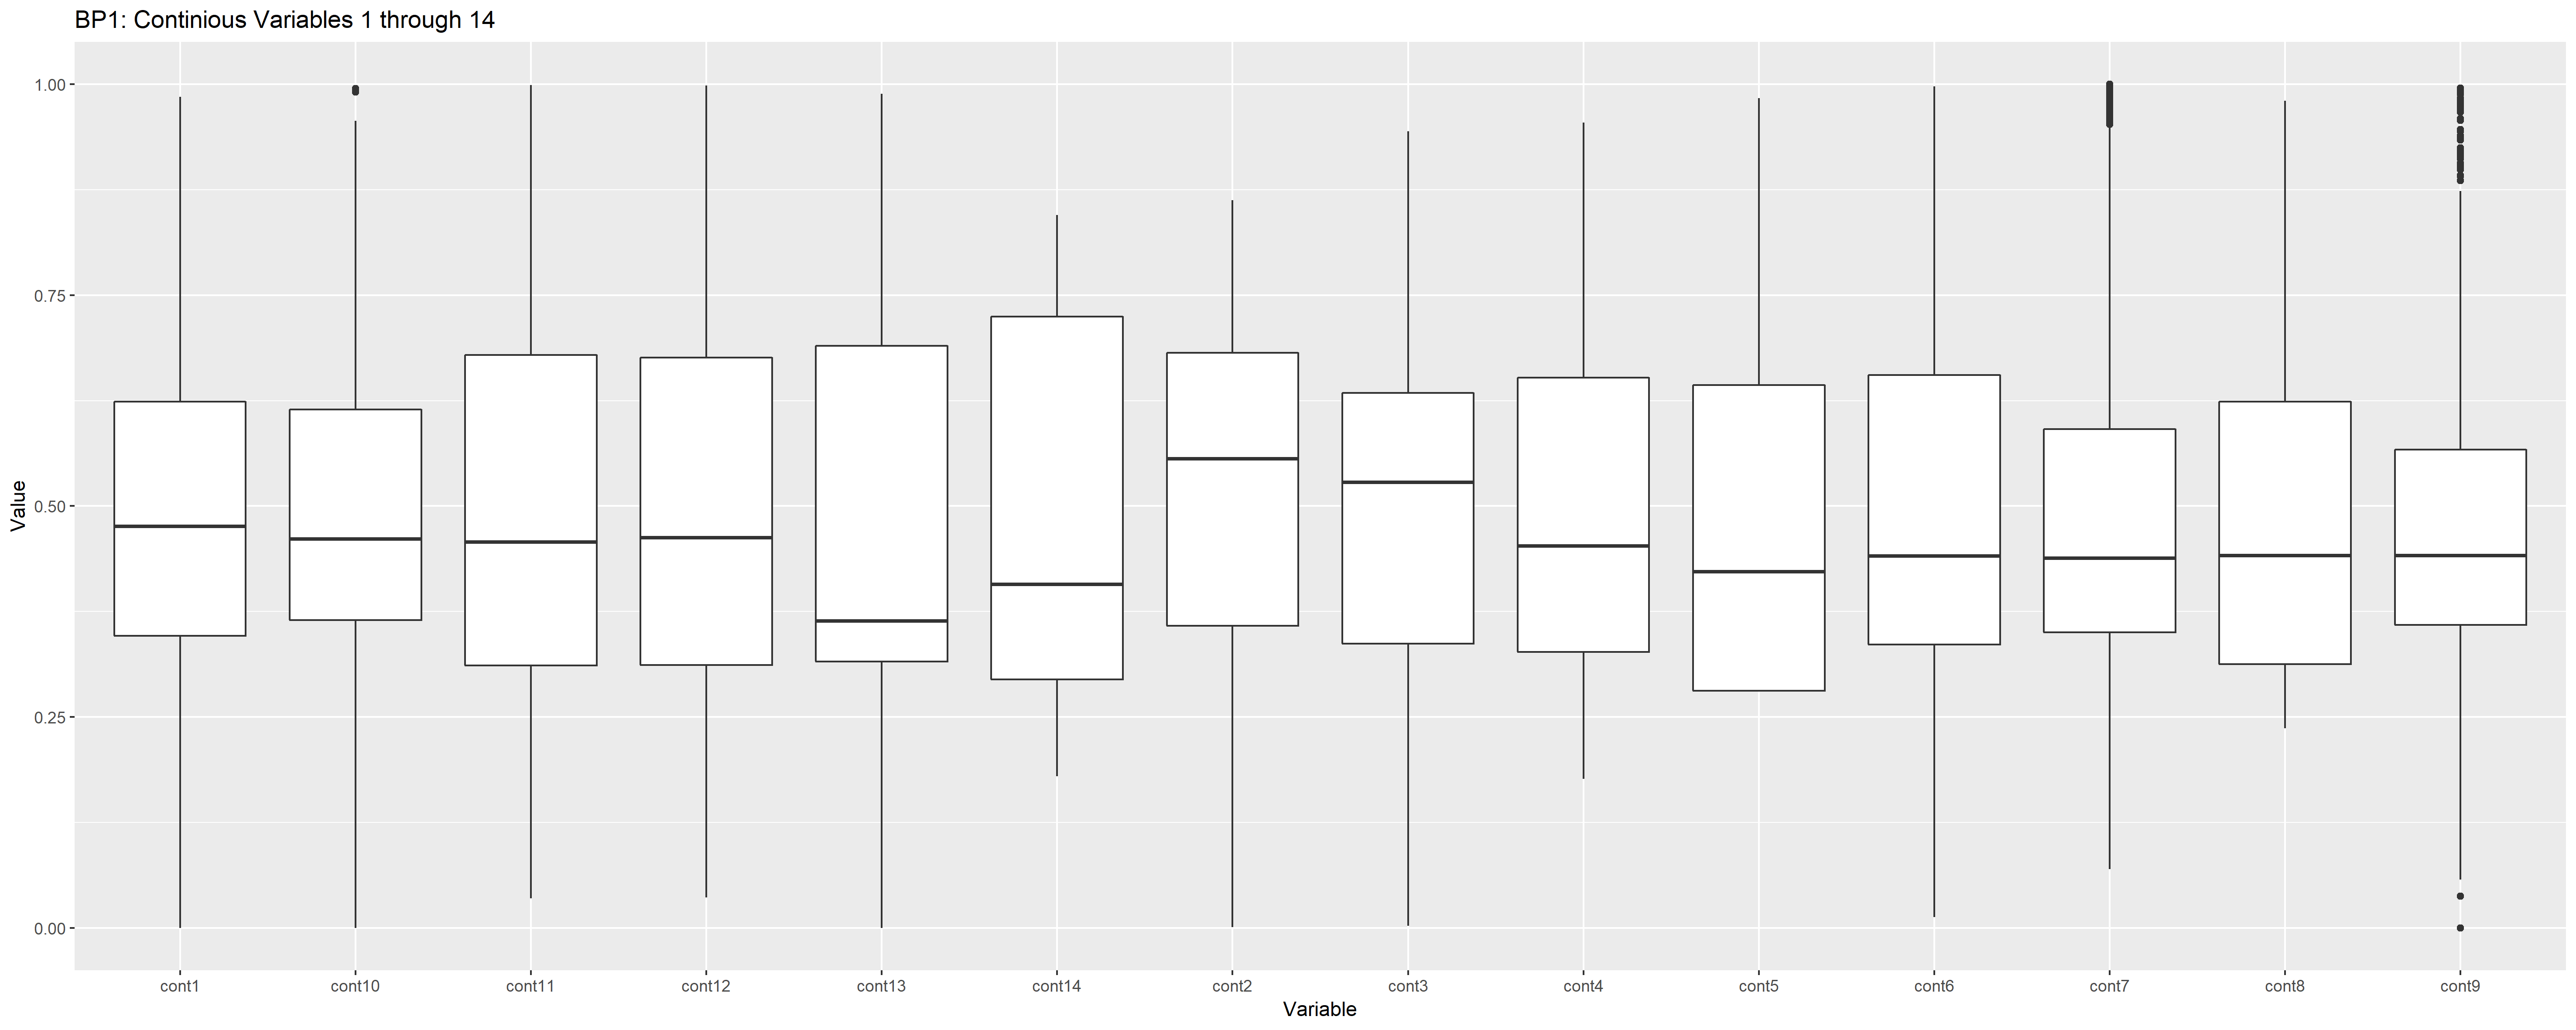 BP1: Continious Variables 1 through 14
1.00
0.75
0.50
0.25
0.00
Value
cont1 cont10 cont11 cont12 cont13 cont14 cont2 cont3 cont4 cont5 cont6 cont7 cont8 cont9
Variable